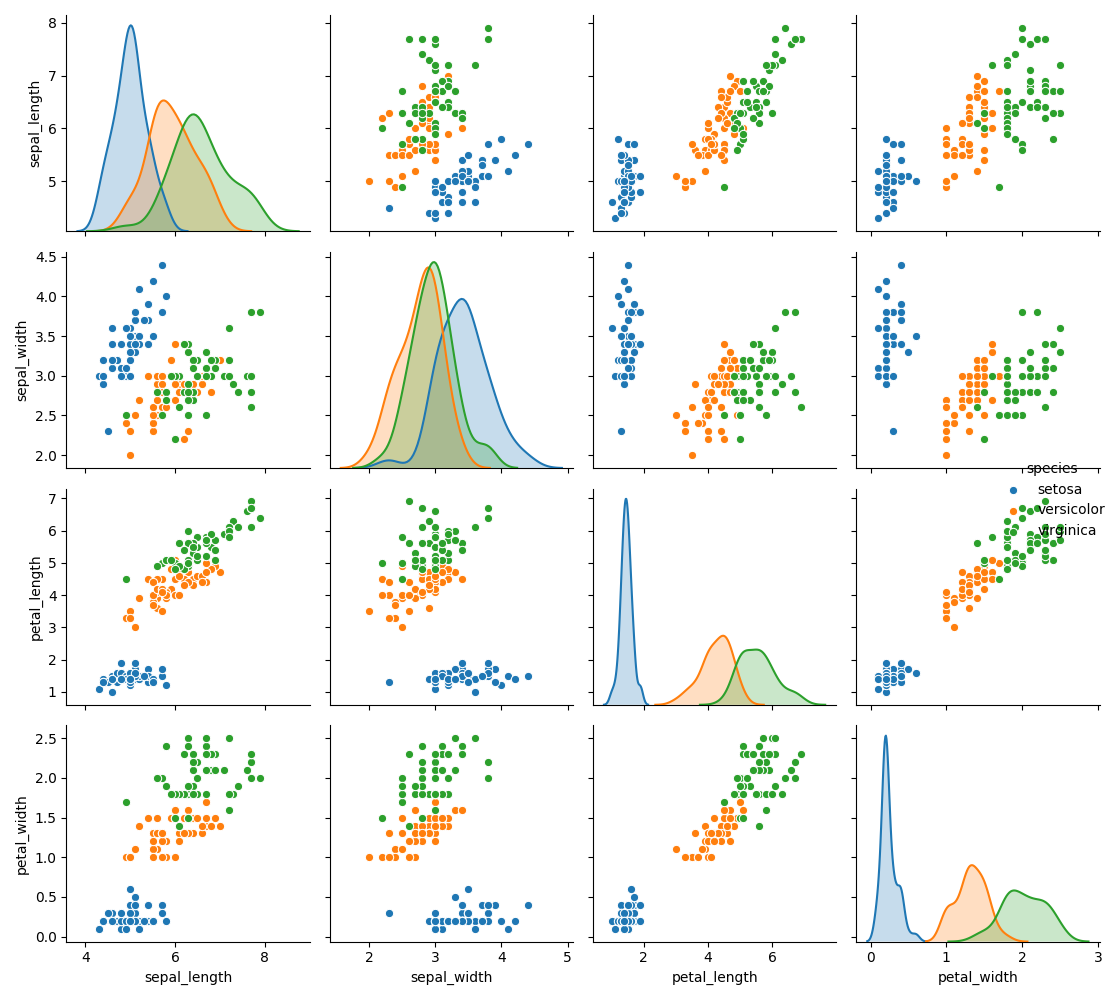 8
7
6
5
sepal_length
4.5
4.0
3.5
3.0
2.5
2.0
sepal_width
species
setosa
versicolor
virginica
7
6
5
4
3
2
1
petal_length
2.5
2.0
1.5
1.0
0.5
0.0
petal_width
4 6 8
2 3 4 5
2 4 6
0 1 2 3
sepal_length
sepal_width
petal_length
petal_width